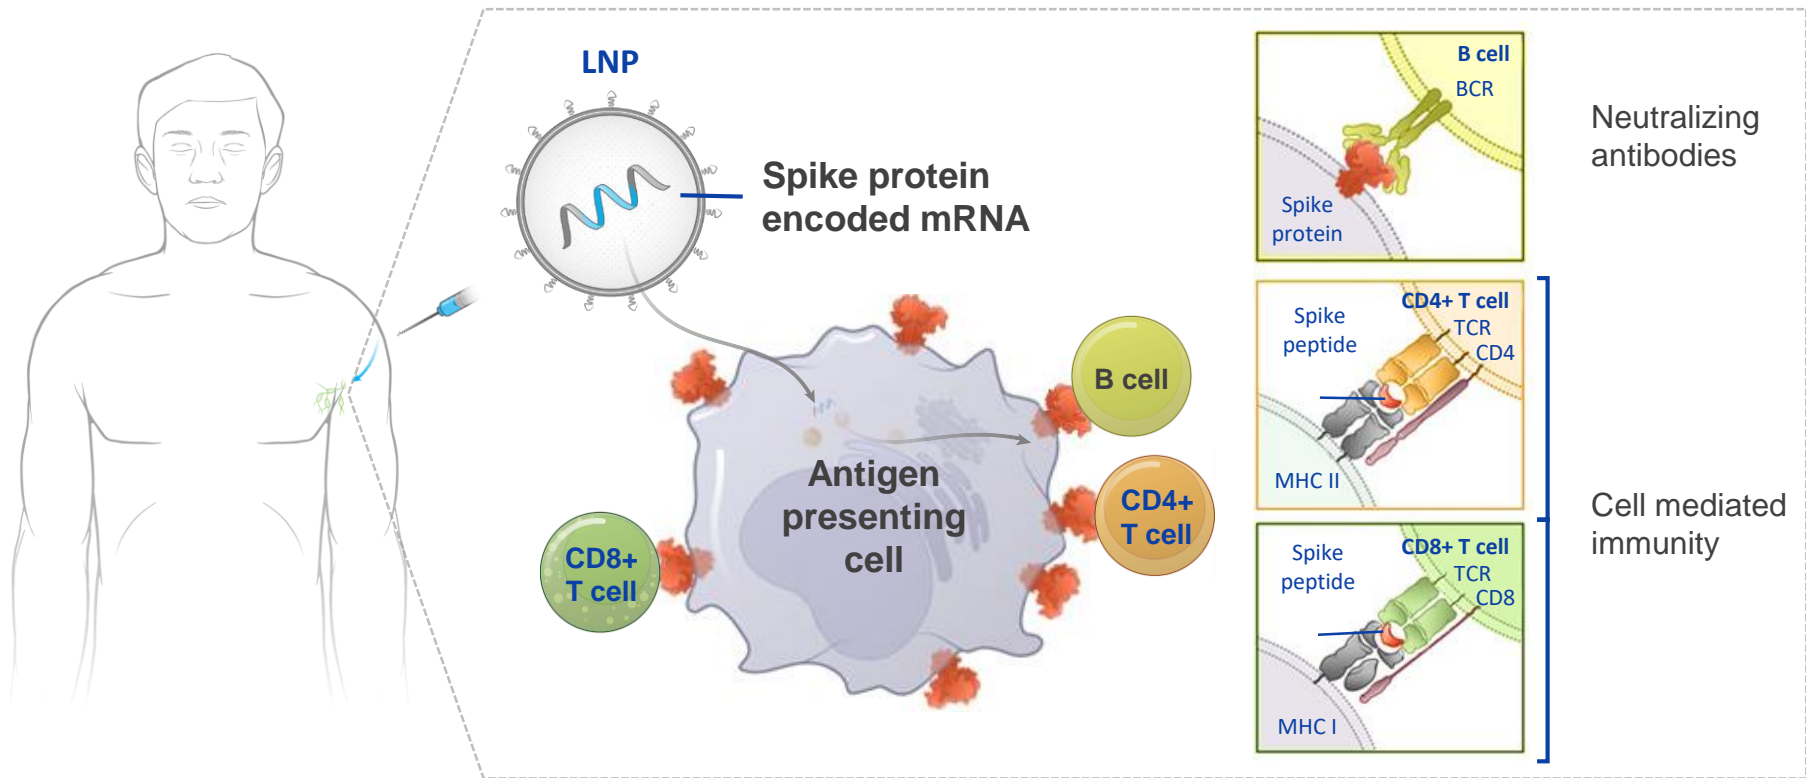 LNP
Spike protein
encoded mRNA
Antigen
presenting
cell
B cell
CD4+
T cell
CD8+
T cell
B cell
BCR
Spike
protein
Neutralizing
antibodies
CD4+ T cell
TCR
CD4
Spike
peptide
MHC II
CD8+ T cell
TCR
CD8
Spike
peptide
MHC I
Cell mediated
immunity